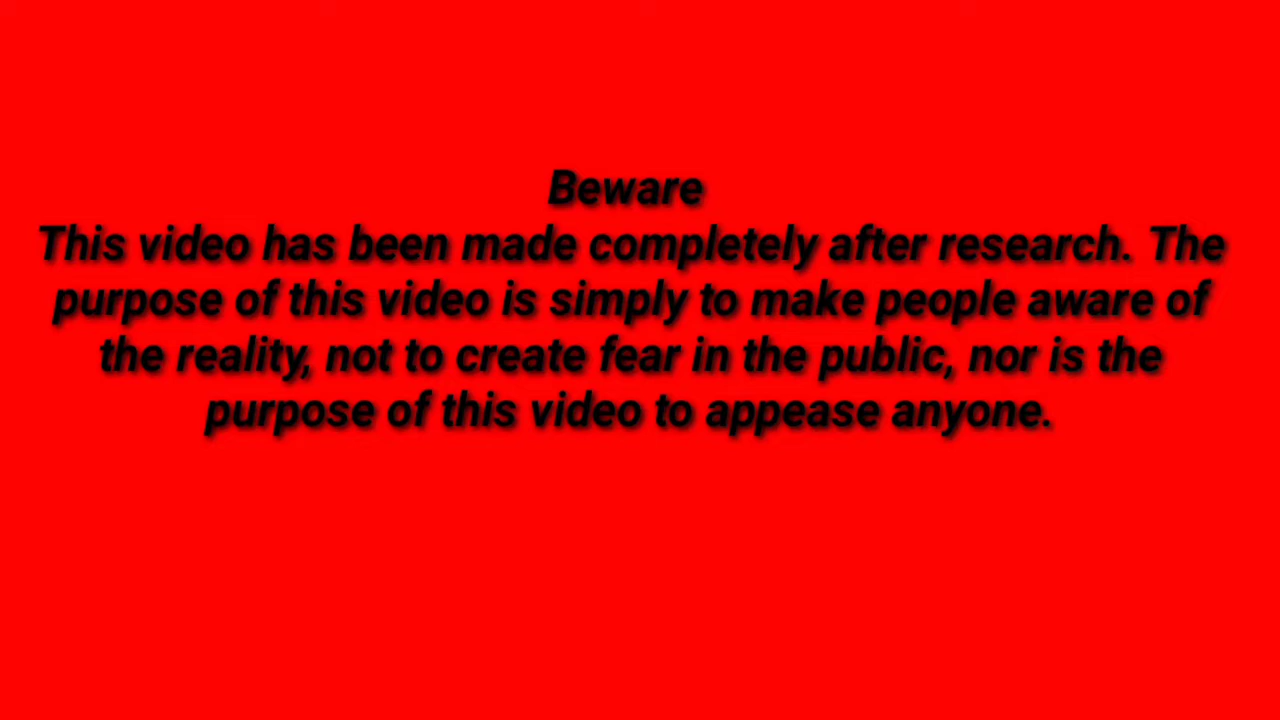 Beware
This video has been made completely after research. The
purpose of this video is simply to make people aware of
the reality, not to create fear in the public, nor is the
purpose of this video to appease anyone.